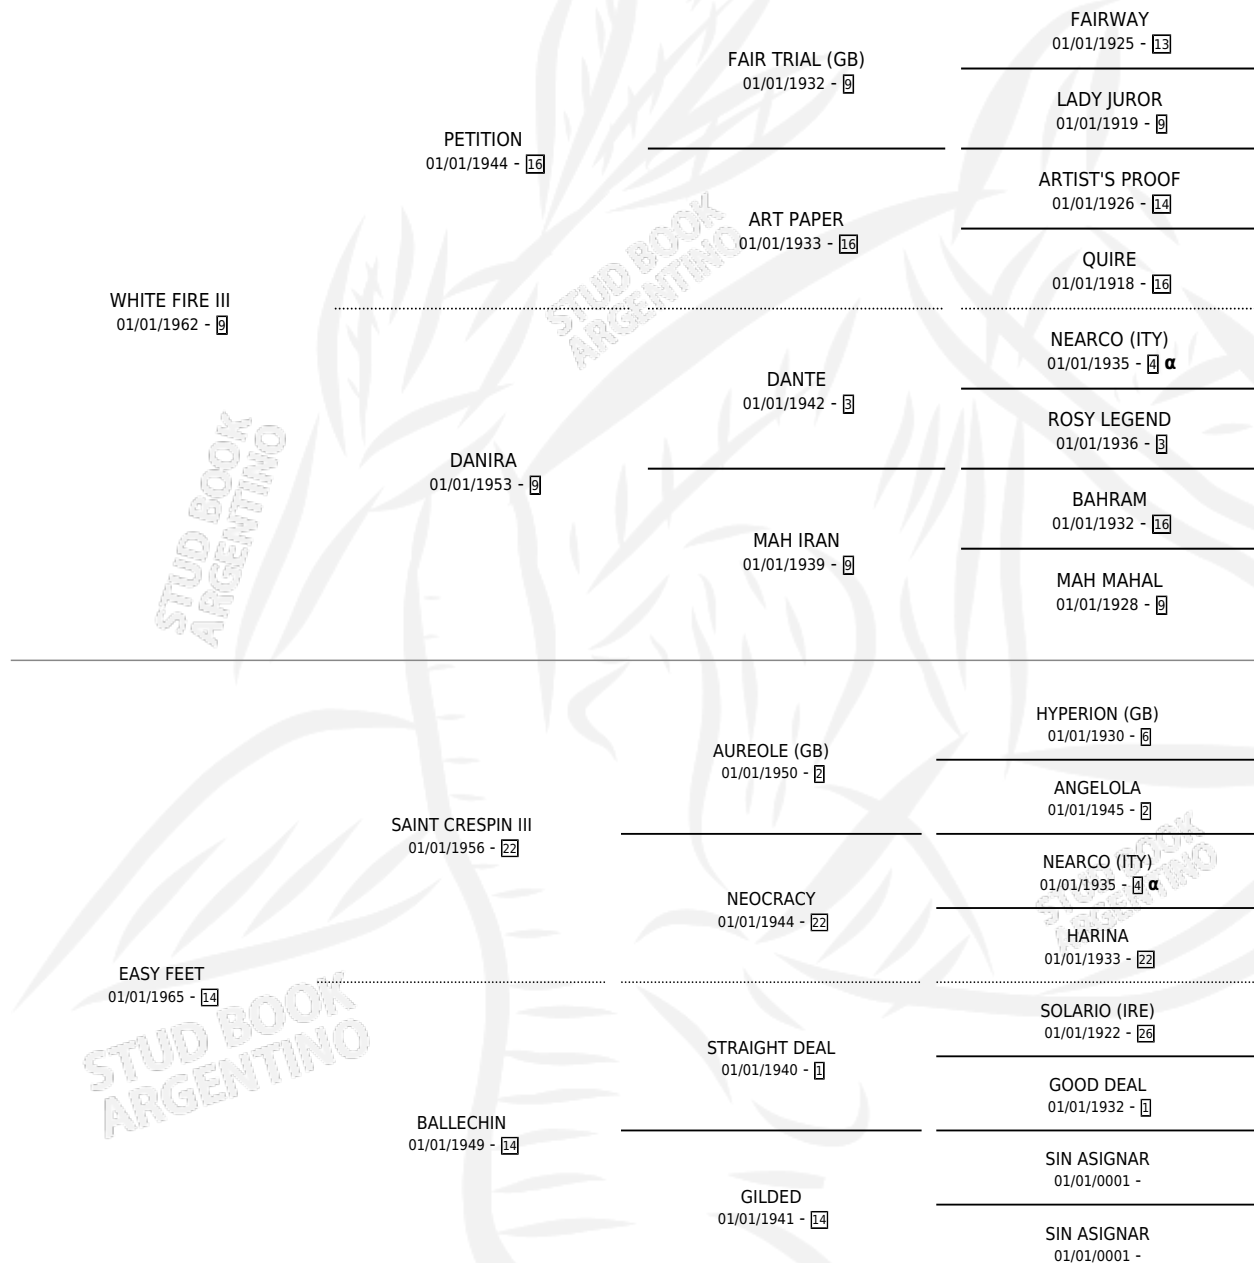 FAIRWAY
01/01/1925 - 13
FAIR TRIAL (GB)
01/01/1932 - 9
LADY JUROR
01/01/1919 - 9
PETITION
01/01/1944 - 16
ARTIST'S PROOF
01/01/1926 - 14
ART PAPER
01/01/1933 - 16
QUIRE
01/01/1918 - 16
STUD BOOK
ARGENTINO
WHITE FIRE III
01/01/1962 - 9
NEARCO (ITY)
01/01/1935 - 4 α
DANTE
01/01/1942 - 3
ROSY LEGEND
01/01/1936 - 3
DANIRA
01/01/1953 - 9
BAHRAM
01/01/1932 - 16
MAH IRAN
01/01/1939 - 9
MAH MAHAL
01/01/1928 - 9
STUD BOOK
ARGENTINO
HYPERION (GB)
01/01/1930 - 6
AUREOLE (GB)
01/01/1950 - 2
ANGELOLA
01/01/1945 - 2
SAINT CRESPIN III
01/01/1956 - 22
NEARCO (ITY)
01/01/1935 - 4 α
NEOCRACY
01/01/1944 - 22
HARINA
01/01/1933 - 22
STUD BOOK
ARGENTINO
EASY FEET
01/01/1965 - 14
SOLARIO (IRE)
01/01/1922 - 26
STRAIGHT DEAL
01/01/1940 - 1
GOOD DEAL
01/01/1932 - 1
STUD BOOK
ARGENTINO
BALLECHIN
01/01/1949 - 14
SIN ASIGNAR
01/01/0001 -
GILDED
01/01/1941 - 14
SIN ASIGNAR
01/01/0001 -